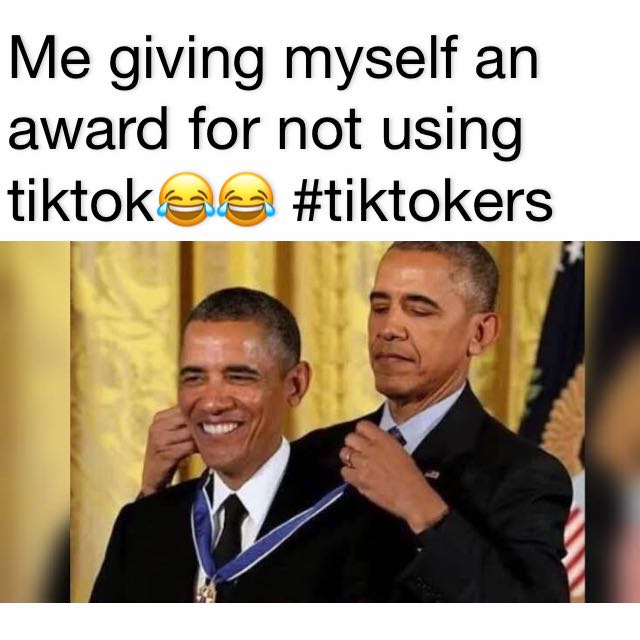 Me giving myself an
award for not using
tiktok😂😂 #tiktokers